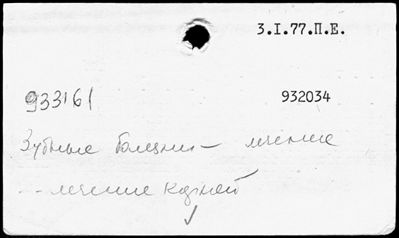 3.I.77.П.Е.
933161 932034
Зубные болезни – лечение
... лечение корней